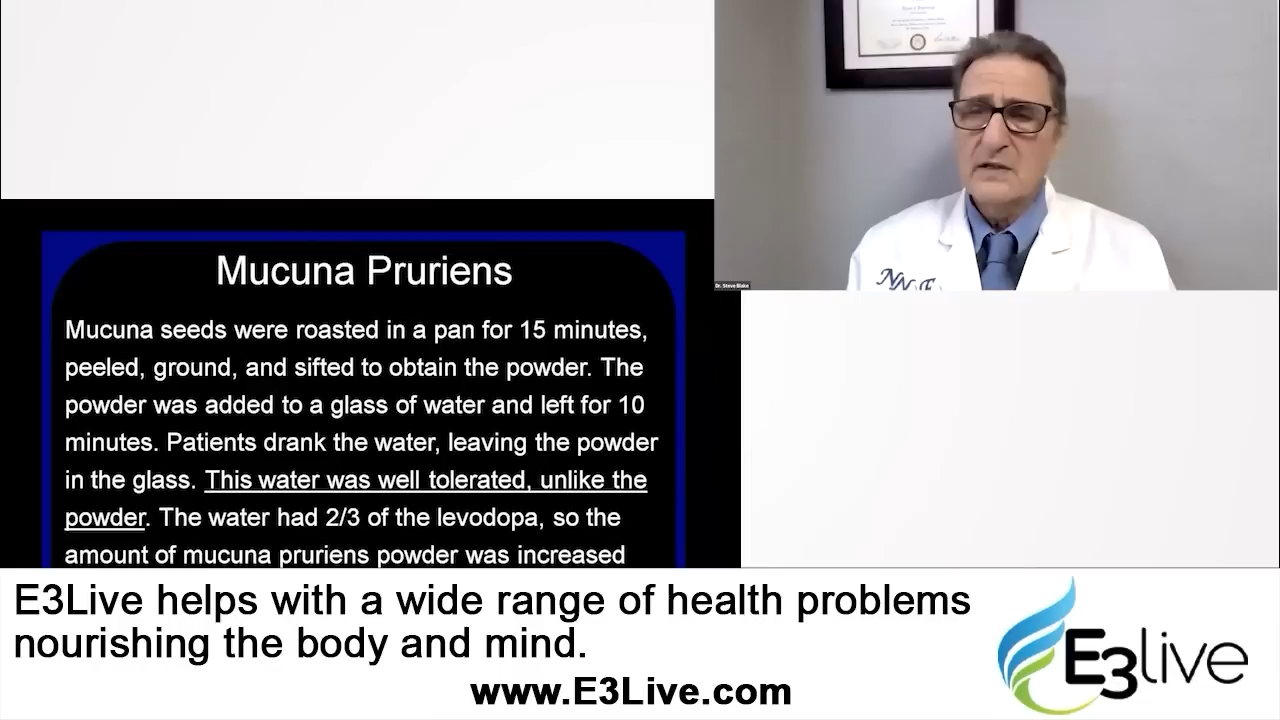 Mucuna Pruriens
Mucuna seeds were roasted in a pan for 15 minutes,
peeled, ground, and sifted to obtain the powder. The
powder was added to a glass of water and left for 10
minutes. Patients drank the water, leaving the powder
in the glass. This water was well tolerated, unlike the
powder. The water had 2/3 of the levodopa, so the
amount of mucuna pruriens powder was increased
Dr. Steve Blake
E3Live helps with a wide range of health problems
nourishing the body and mind.
www.E3Live.com
E3live